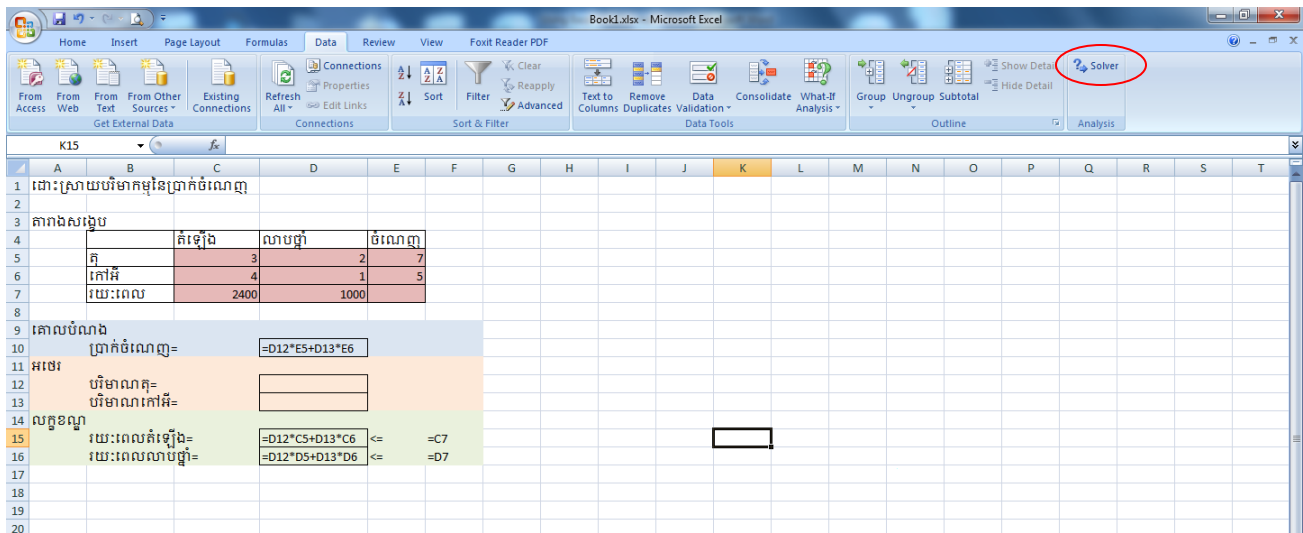 Book1.xlsx - Microsoft Excel
Home Insert Page Layout Formulas Data Review View Foxit Reader PDF
From Access From Web From Text From Other Sources Existing Connections Refresh All Connections Properties Edit Links Sort Filter Clear Reapply Advanced Text to Columns Remove Duplicates Data Validation Consolidate What-If Analysis Group Ungroup Subtotal Show Detail Hide Detail Solver
Get External Data Connections Sort & Filter Data Tools Outline Analysis
K15 fx
A B C D E F G H I J K L M N O P Q R S T
1 ដោះស្រាយបរិមាកម្មនៃប្រាក់ចំណេញ
2
3 តារាងសង្ខេប
4 តំឡើង លាបថ្នាំ ចំណេញ
5 តុ 3 2 7
6 កៅអី 4 1 5
7 រយៈពេល 2400 1000
8
9 គោលបំណង
10 ប្រាក់ចំណេញ= =D12*E5+D13*E6
11 អថេរ
12 បរិមាណតុ=
13 បរិមាណកៅអី=
14 លក្ខខណ្ឌ
15 រយៈពេលតំឡើង= =D12*C5+D13*C6 <= =C7
16 រយៈពេលលាបថ្នាំ= =D12*D5+D13*D6 <= =D7
17
18
19
20